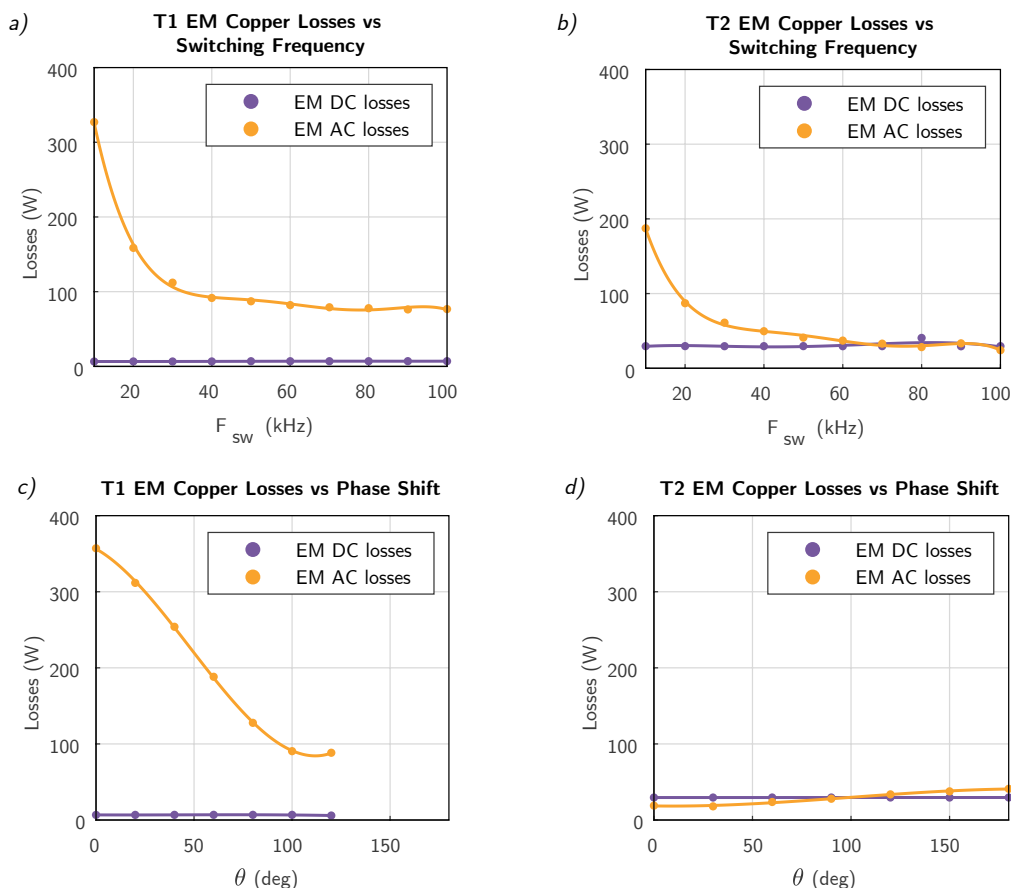 a)
T1 EM Copper Losses vs
Switching Frequency
400
300
200
100
0
Losses (W)
EM DC losses
EM AC losses
20 40 60 80 100
F sw (kHz)
b)
T2 EM Copper Losses vs
Switching Frequency
400
300
200
100
0
Losses (W)
EM DC losses
EM AC losses
20 40 60 80 100
F sw (kHz)
c)
T1 EM Copper Losses vs Phase Shift
400
300
200
100
0
Losses (W)
EM DC losses
EM AC losses
0 50 100 150
θ (deg)
d)
T2 EM Copper Losses vs Phase Shift
400
300
200
100
0
Losses (W)
EM DC losses
EM AC losses
0 50 100 150
θ (deg)